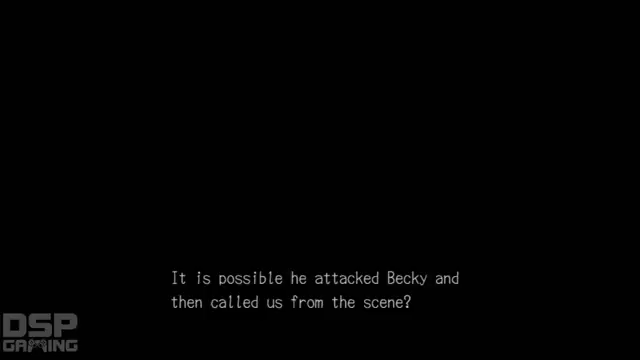 It is possible he attacked Becky and
then called us from the scene?
DSP
GAMING